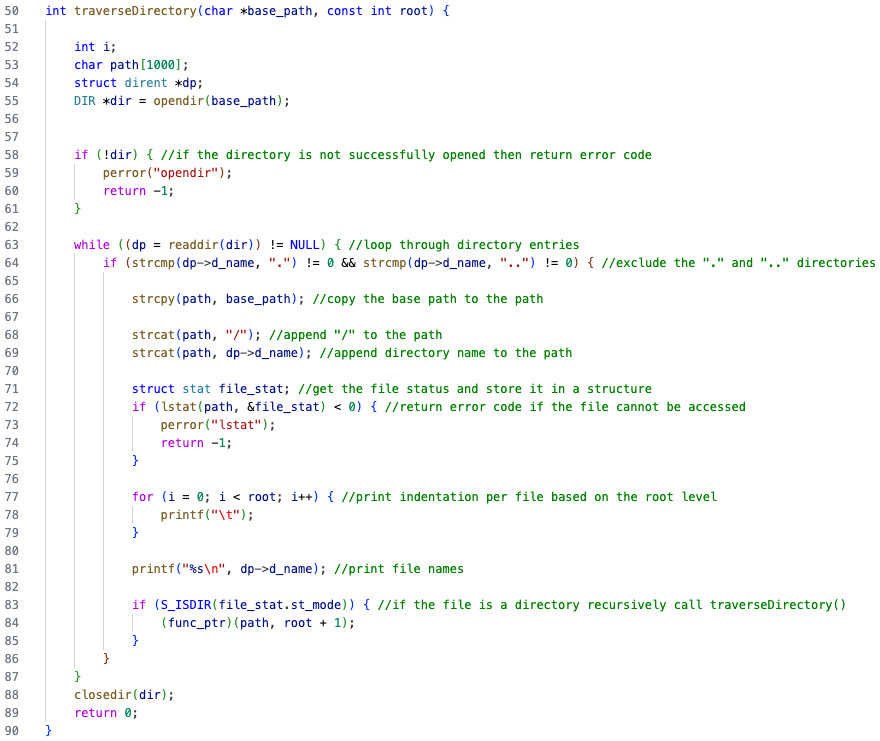 50 int traverseDirectory(char *base_path, const int root) {
51
52     int i;
53     char path[1000];
54     struct dirent *dp;
55     DIR *dir = opendir(base_path);
56
57
58     if (!dir) { //if the directory is not successfully opened then return error code
59         perror("opendir");
60         return -1;
61     }
62
63     while ((dp = readdir(dir)) != NULL) { //loop through directory entries
64         if (strcmp(dp->d_name, ".") != 0 && strcmp(dp->d_name, "..") != 0) { //exclude the "." and ".." directories
65
66             strcpy(path, base_path); //copy the base path to the path
67
68             strcat(path, "/"); //append "/" to the path
69             strcat(path, dp->d_name); //append directory name to the path
70
71             struct stat file_stat; //get the file status and store it in a structure
72             if (lstat(path, &file_stat) < 0) { //return error code if the file cannot be accessed
73                 perror("lstat");
74                 return -1;
75             }
76
77             for (i = 0; i < root; i++) { //print indentation per file based on the root level
78                 printf("\t");
79             }
80
81             printf("%s\n", dp->d_name); //print file names
82
83             if (S_ISDIR(file_stat.st_mode)) { //if the file is a directory recursively call traverseDirectory()
84                 (func_ptr)(path, root + 1);
85             }
86         }
87     }
88     closedir(dir);
89     return 0;
90 }